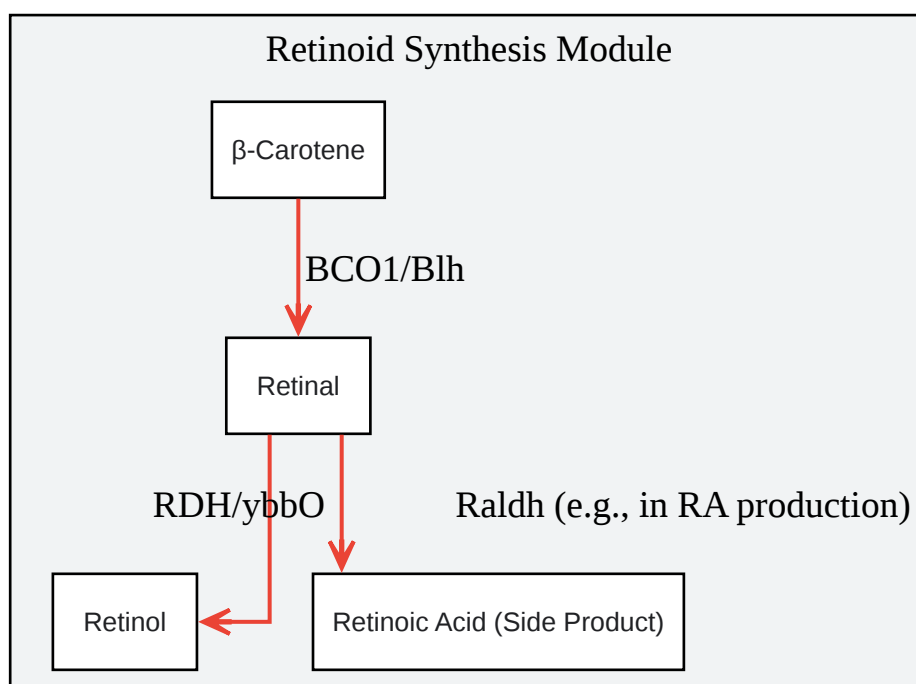 Retinoid Synthesis Module
β-Carotene
BCO1/Blh
Retinal
RDH/ybbO
Raldh (e.g., in RA production)
Retinol
Retinoic Acid (Side Product)